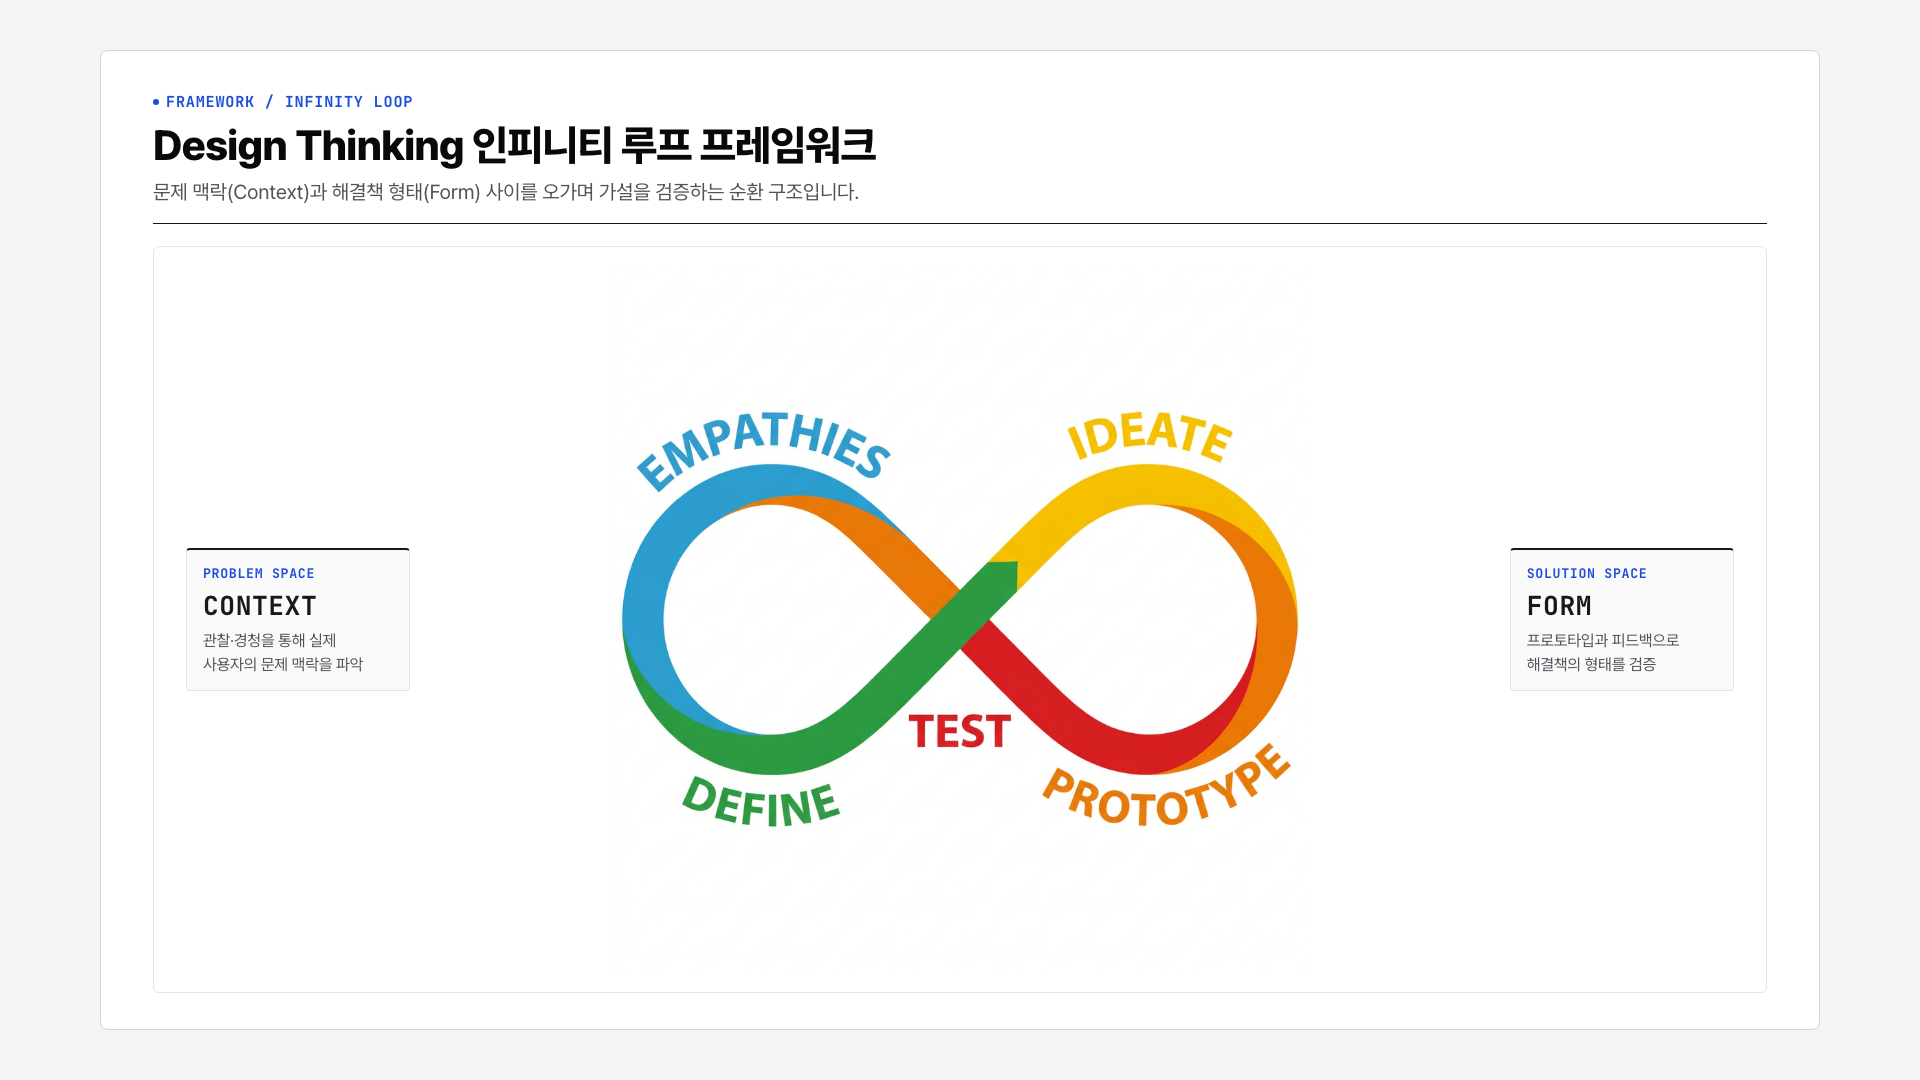 FRAMEWORK / INFINITY LOOP
Design Thinking 인피니티 루프 프레임워크
문제 맥락(Context)과 해결책 형태(Form) 사이를 오가며 가설을 검증하는 순환 구조입니다.
EMPATHIES
IDEATE
PROBLEM SPACE
CONTEXT
관찰·경청을 통해 실제
사용자의 문제 맥락을 파악
SOLUTION SPACE
FORM
프로토타입과 피드백으로
해결책의 형태를 검증
TEST
DEFINE
PROTOTYPE